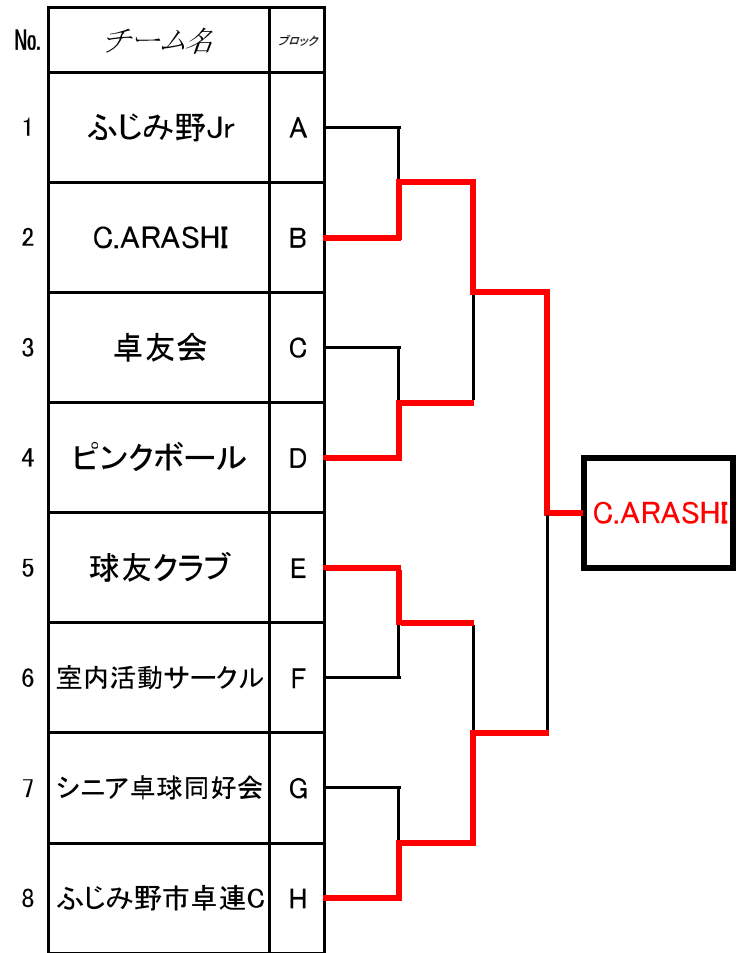 No. チーム名 ブロック
1 ふじみ野Jr A
2 C.ARASHI B
3 卓友会 C
4 ピンクボール D
C.ARASHI
5 球友クラブ E
6 室内活動サークル F
7 シニア卓球同好会 G
8 ふじみ野市卓連C H